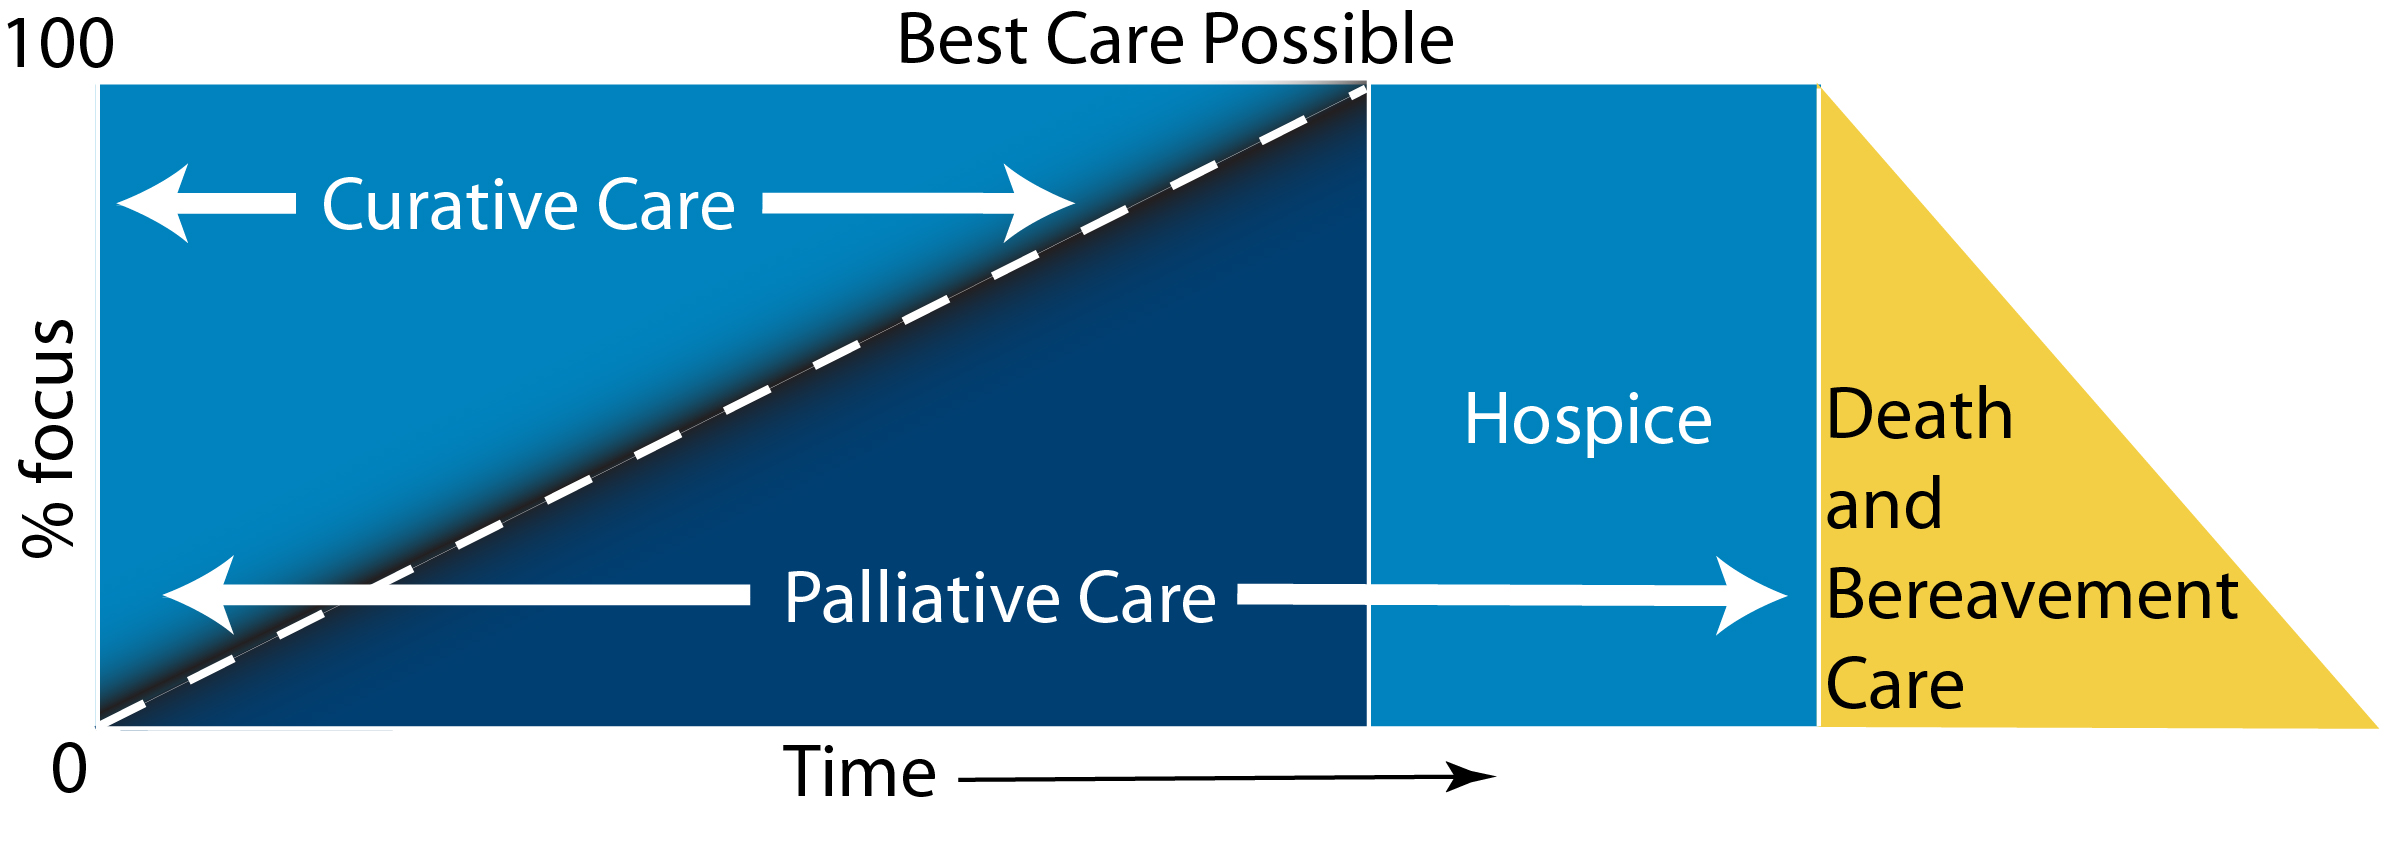 100
Best Care Possible
Curative Care
% focus
Hospice
Death
and
Bereavement
Care
Palliative Care
0
Time